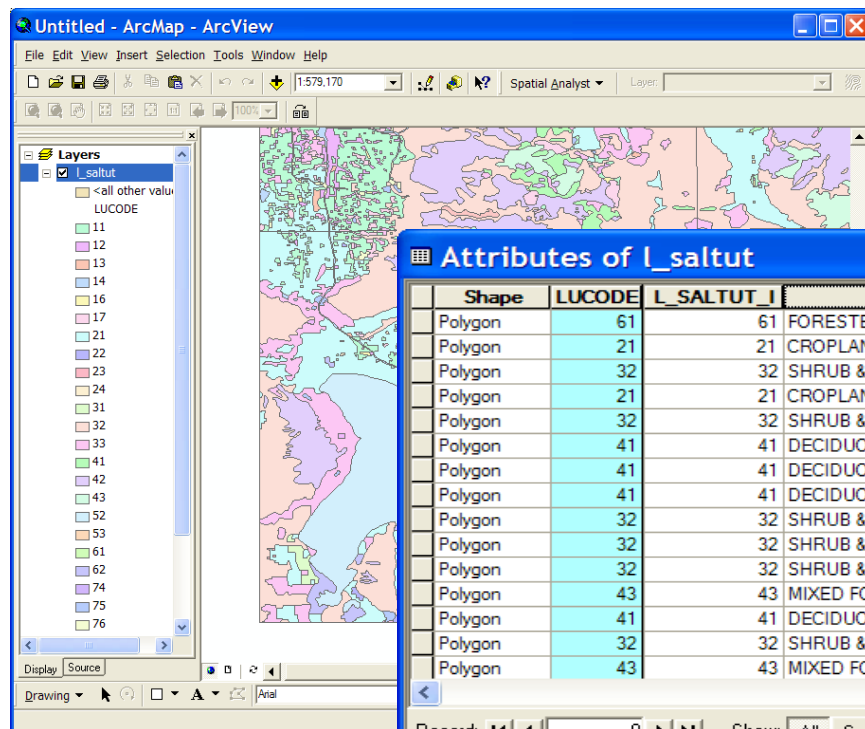 Untitled - ArcMap - ArcView
File Edit View Insert Selection Tools Window Help
1:579,170 Spatial Analyst Layer:
100%
Layers
l_saltut
<all other valu
LUCODE
11
12
13
14
16
17
21
22
23
24
31
32
33
41
42
43
52
53
61
62
74
75
76
Display Source
Drawing A Arial
Attributes of l_saltut
Shape LUCODE L_SALTUT_I
Polygon 61 61 FORESTE
Polygon 21 21 CROPLAN
Polygon 32 32 SHRUB &
Polygon 21 21 CROPLAN
Polygon 32 32 SHRUB &
Polygon 41 41 DECIDUO
Polygon 41 41 DECIDUO
Polygon 41 41 DECIDUO
Polygon 32 32 SHRUB &
Polygon 32 32 SHRUB &
Polygon 32 32 SHRUB &
Polygon 43 43 MIXED FO
Polygon 41 41 DECIDUO
Polygon 32 32 SHRUB &
Polygon 43 43 MIXED FO
Record: Show: All